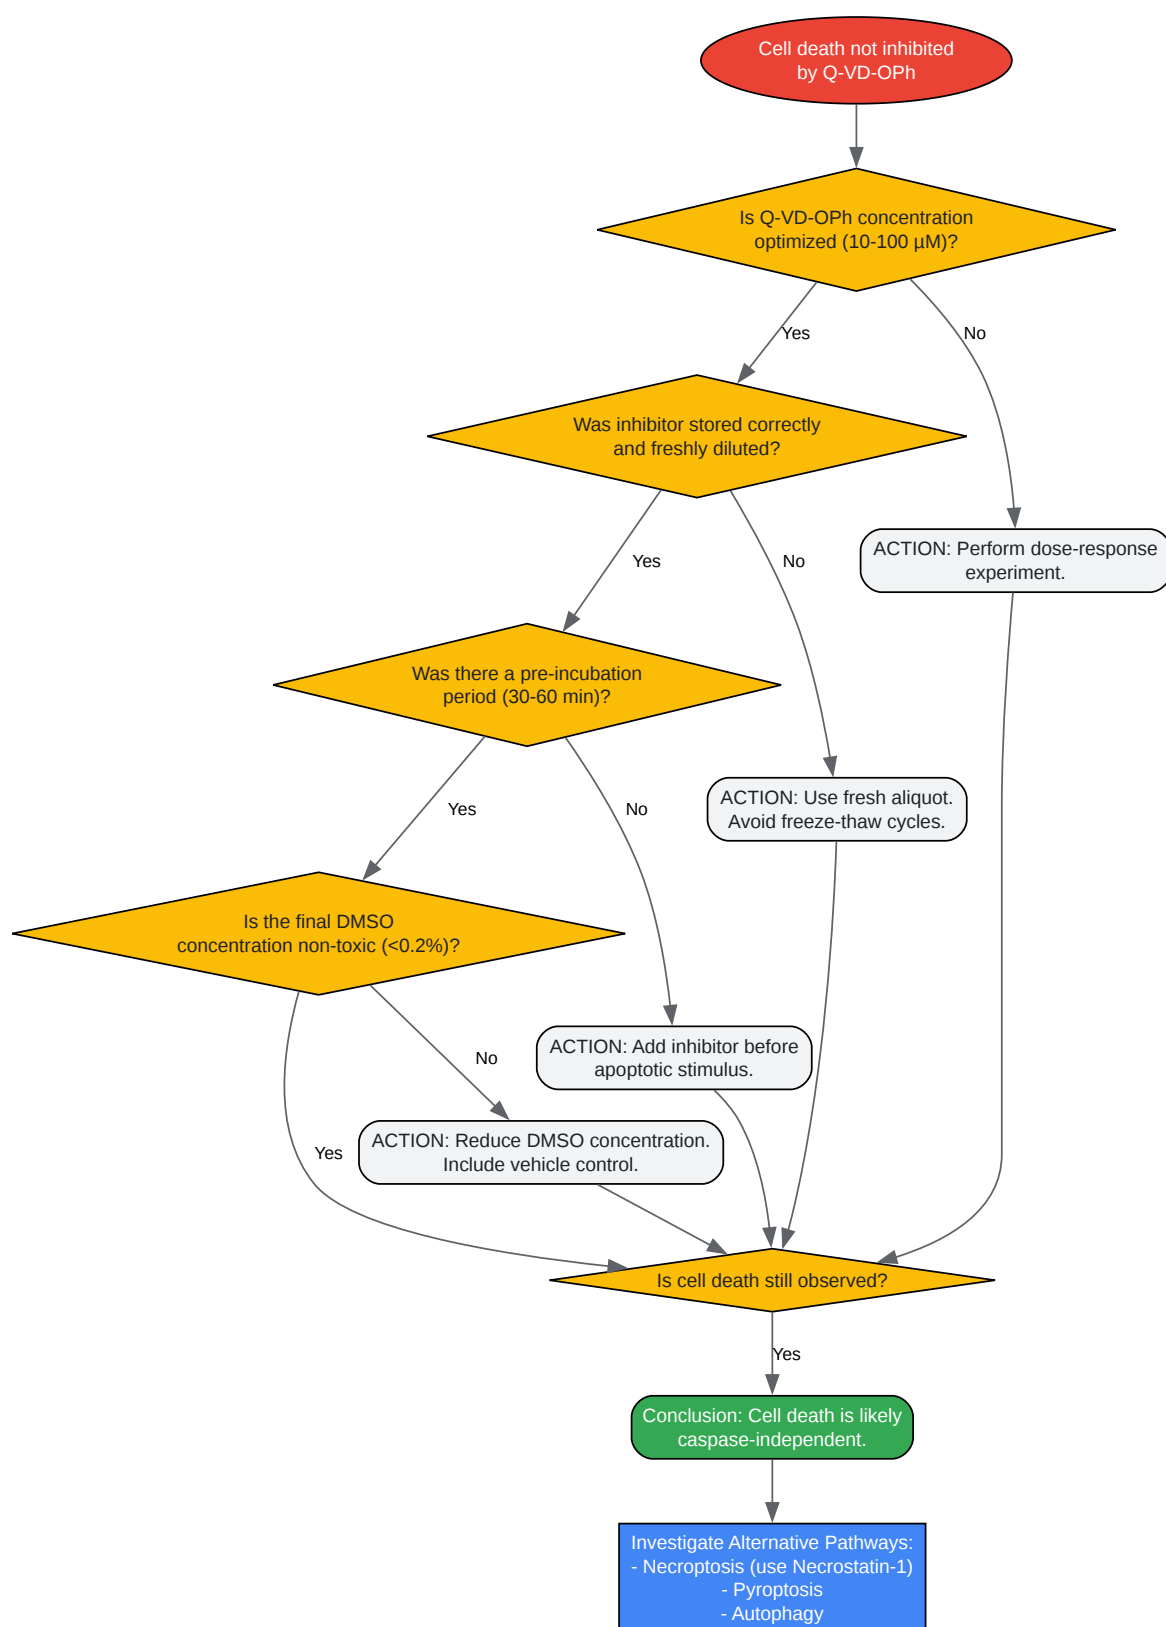 Cell death not inhibited
by Q-VD-OPh
Is Q-VD-OPh concentration
optimized (10-100 µM)?
Yes
No
Was inhibitor stored correctly
and freshly diluted?
Yes
No
ACTION: Perform dose-response
experiment.
Was there a pre-incubation
period (30-60 min)?
Yes
No
ACTION: Use fresh aliquot.
Avoid freeze-thaw cycles.
Is the final DMSO
concentration non-toxic (<0.2%)?
Yes
No
ACTION: Add inhibitor before
apoptotic stimulus.
ACTION: Reduce DMSO concentration.
Include vehicle control.
Is cell death still observed?
Yes
Conclusion: Cell death is likely
caspase-independent.
Investigate Alternative Pathways:
- Necroptosis (use Necrostatin-1)
- Pyroptosis
- Autophagy